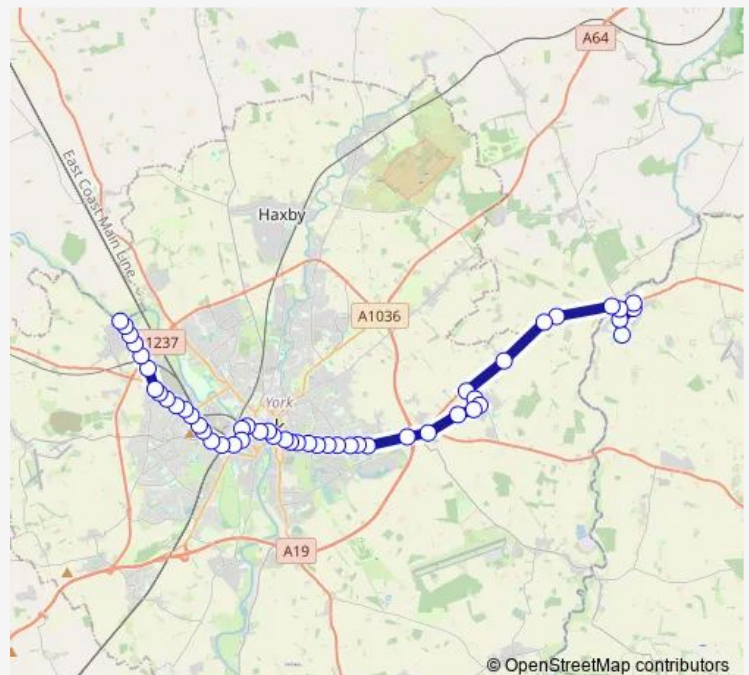 A64
East Coast Main Line
Haxby
A1036
1237
York
A19
© OpenStreetMap contributors